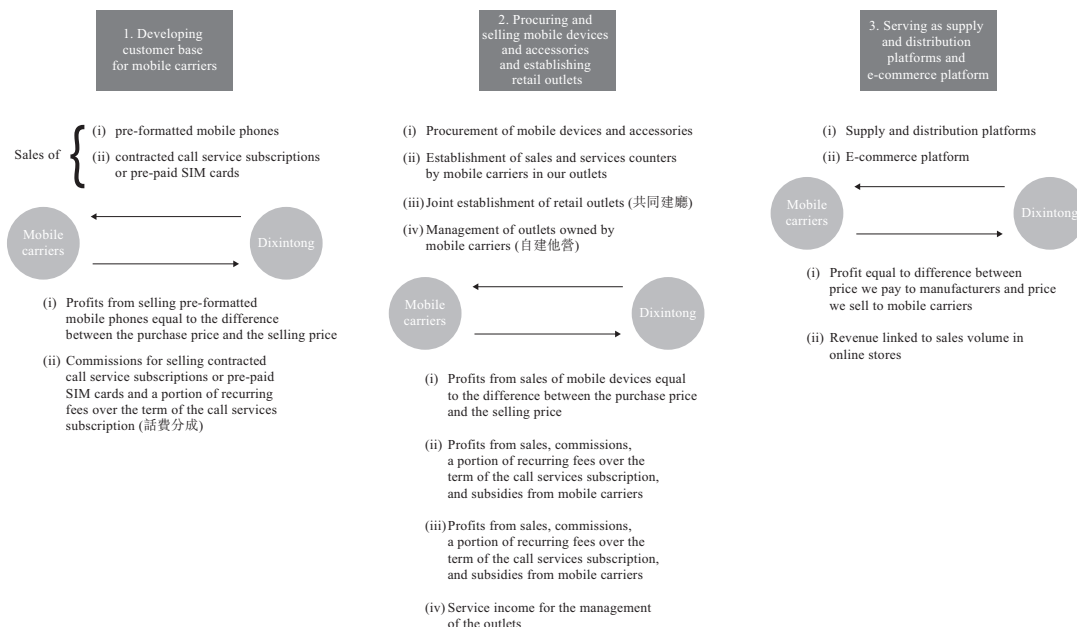 1. Developing
customer base
for mobile carriers
Sales of
(i) pre-formatted mobile phones
(ii) contracted call service subscriptions
or pre-paid SIM cards
Mobile
carriers
Dixintong
(i) Profits from selling pre-formatted
mobile phones equal to the difference
between the purchase price and the selling price
(ii) Commissions for selling contracted
call service subscriptions or pre-paid
SIM cards and a portion of recurring
fees over the term of the call services
subscription (話費分成)
2. Procuring and
selling mobile devices
and accessories
and establishing
retail outlets
(i) Procurement of mobile devices and accessories
(ii) Establishment of sales and services counters
by mobile carriers in our outlets
(iii) Joint establishment of retail outlets (共同建廳)
(iv) Management of outlets owned by
mobile carriers (自建他營)
Mobile
carriers
Dixintong
(i) Profits from sales of mobile devices equal
to the difference between the purchase price
and the selling price
(ii) Profits from sales, commissions,
a portion of recurring fees over the
term of the call services subscription,
and subsidies from mobile carriers
(iii) Profits from sales, commissions,
a portion of recurring fees over the
term of the call services subscription,
and subsidies from mobile carriers
(iv) Service income for the management
of the outlets
3. Serving as supply
and distribution
platforms and
e-commerce platform
(i) Supply and distribution platforms
(ii) E-commerce platform
Mobile
carriers
Dixintong
(i) Profit equal to difference between
price we pay to manufacturers and price
we sell to mobile carriers
(ii) Revenue linked to sales volume in
online stores